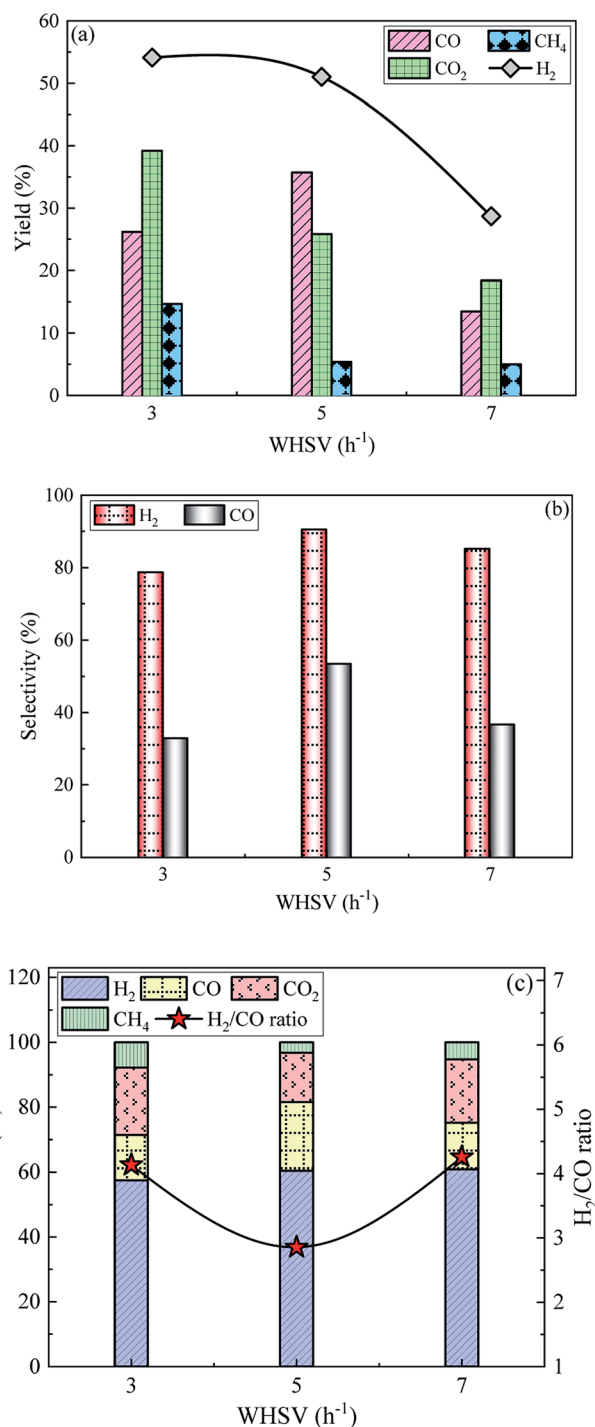 (a)
CO
CH₄
CO₂
H₂
60
50
40
30
20
10
0
Yield (%)
3
5
7
WHSV (h⁻¹)
(b)
H₂
CO
100
80
60
40
20
0
Selectivity (%)
3
5
7
WHSV (h⁻¹)
(c)
H₂
CO
CO₂
CH₄
H₂/CO ratio
120
100
80
60
40
20
0
7
6
5
4
3
2
1
H₂/CO ratio
3
5
7
WHSV (h⁻¹)